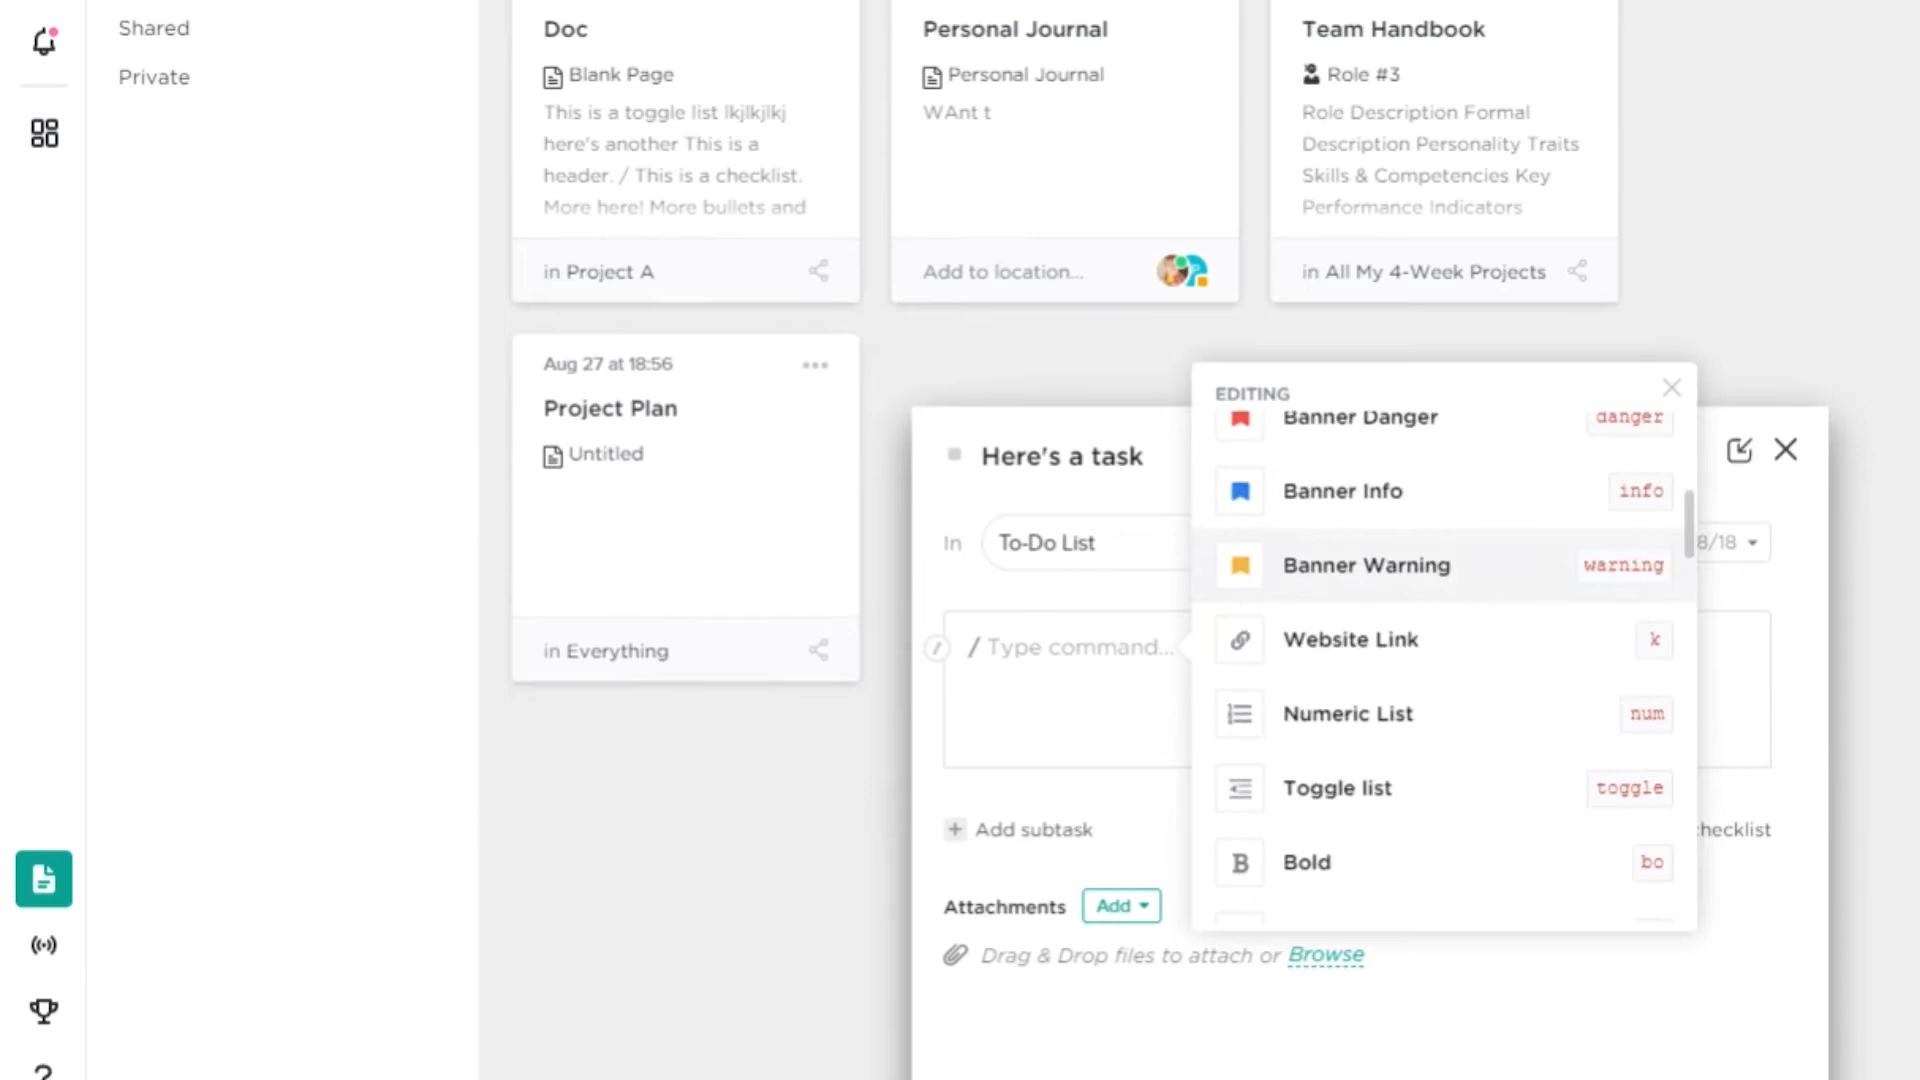 Shared
Private
Doc
Blank Page
This is a toggle list lkjlkjlkj
here's another This is a
header. / This is a checklist.
More here! More bullets and
in Project A
Personal Journal
Personal Journal
WAnt t
Add to location...
Team Handbook
Role #3
Role Description Formal
Description Personality Traits
Skills & Competencies Key
Performance Indicators
in All My 4-Week Projects
Aug 27 at 18:56
Project Plan
Untitled
in Everything
Here's a task
In To-Do List
8/18
/ Type command...
Add subtask
checklist
Attachments Add
Drag & Drop files to attach or Browse
EDITING
Banner Danger danger
Banner Info info
Banner Warning warning
Website Link k
Numeric List num
Toggle list toggle
Bold bo